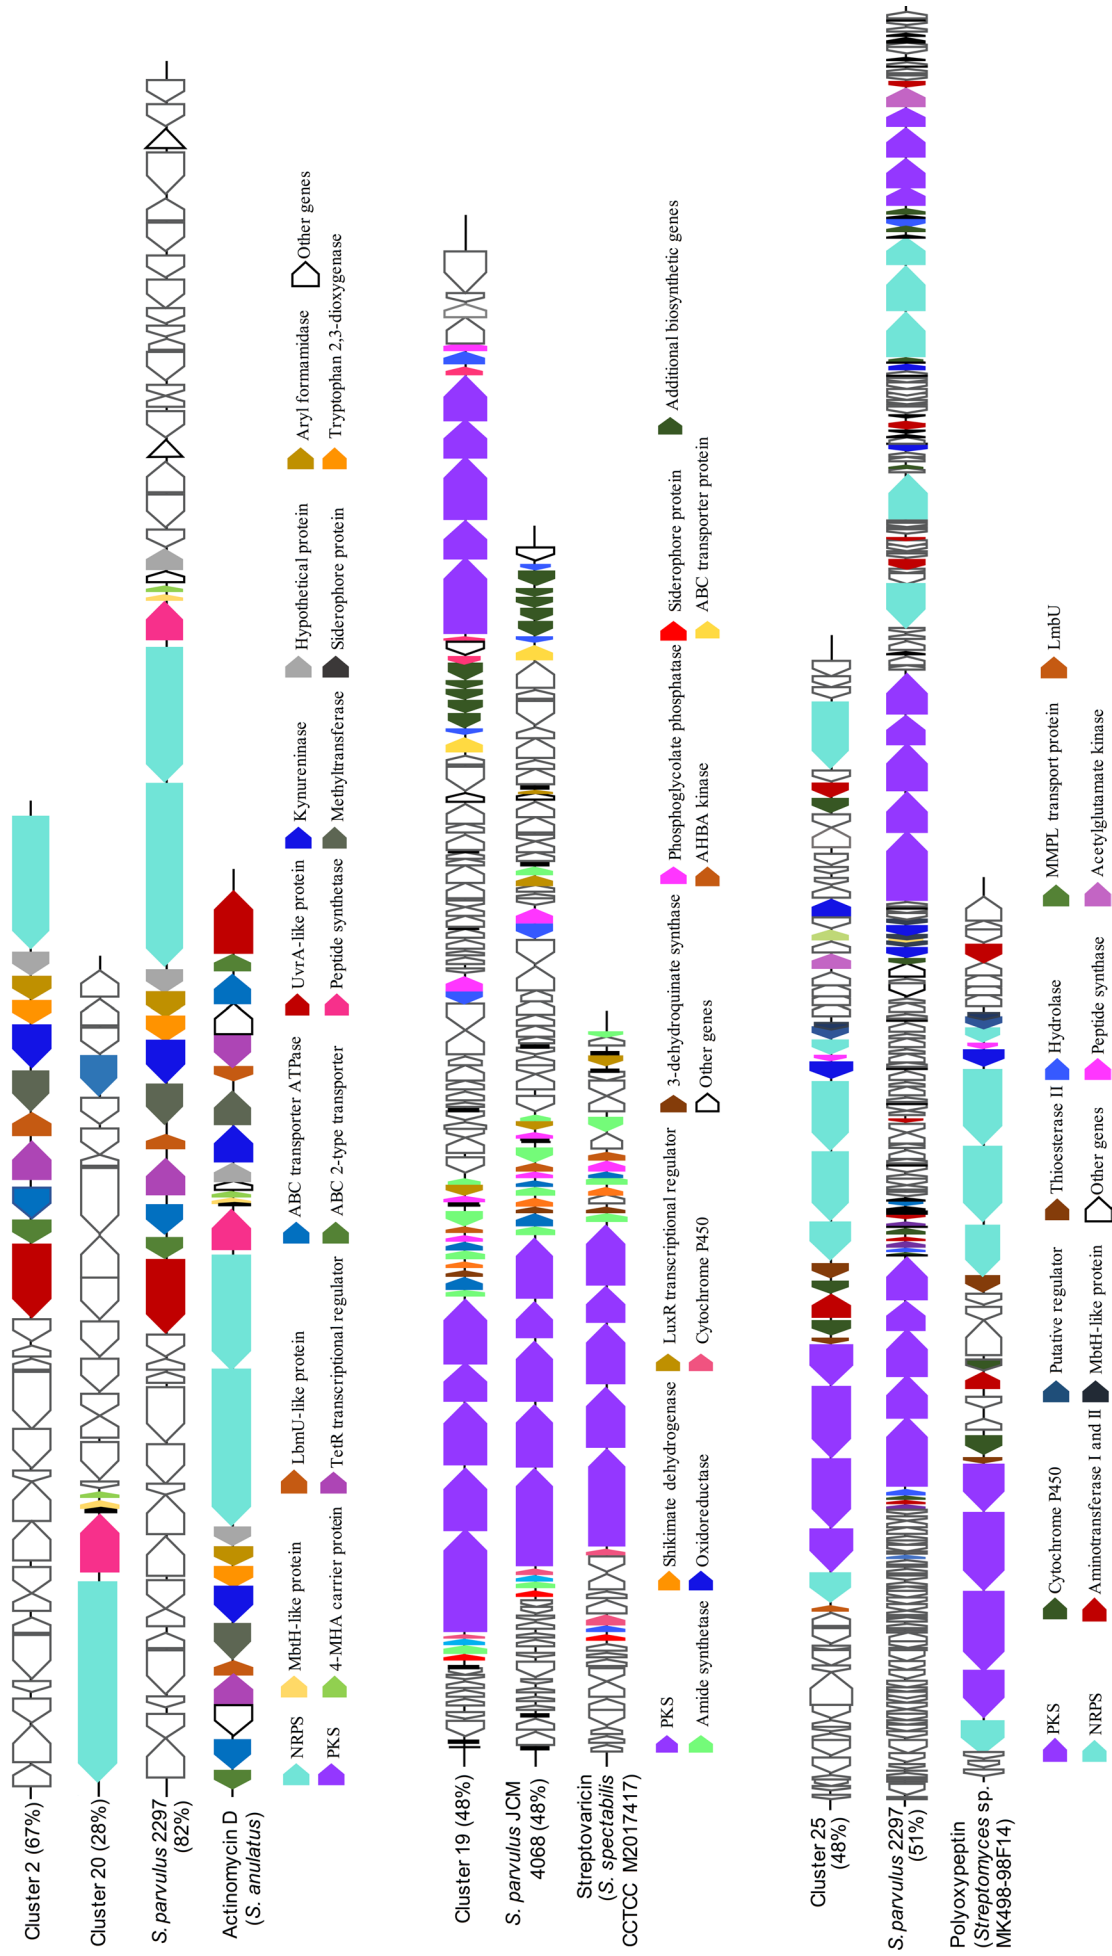 Cluster 2 (67%)
Cluster 20 (28%)
S. parvulus 2297
(82%)
Actinomycin D
(S. anulatus)
NRPS
MbtH-like protein
LbmU-like protein
ABC transporter ATPase
UvrA-like protein
Kynureninase
Hypothetical protein
Aryl formamidase
Other genes
PKS
4-MHA carrier protein
TetR transcriptional regulator
ABC 2-type transporter
Peptide synthetase
Methyltransferase
Siderophore protein
Tryptophan 2,3-dioxygenase
Cluster 19 (48%)
S. parvulus JCM
4068 (48%)
Streptovaricin
(S. spectabilis
CCTCC M2017417)
PKS
Shikimate dehydrogenase
LuxR transcriptional regulator
3-dehydroquinate synthase
Phosphoglycolate phosphatase
Siderophore protein
Additional biosynthetic genes
Amide synthetase
Oxidoreductase
Cytochrome P450
Other genes
AHBA kinase
ABC transporter protein
Cluster 25
(48%)
S. parvulus 2297
(51%)
Polyoxypeptin
(Streptomyces sp.
MK498-98F14)
PKS
Cytochrome P450
Putative regulator
Thioesterase II
Hydrolase
MMPL transport protein
LmbU
NRPS
Aminotransferase I and II
MbtH-like protein
Other genes
Peptide synthase
Acetylglutamate kinase